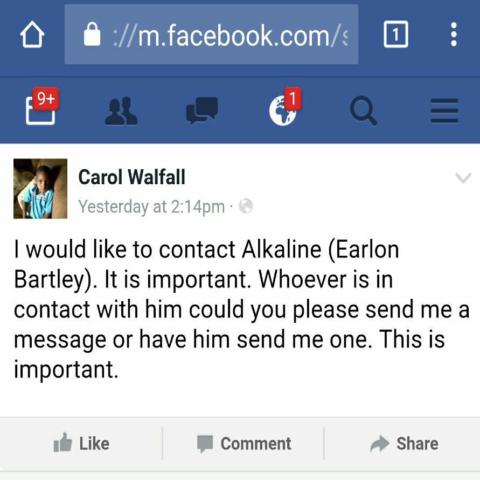 ://m.facebook.com/
1
9+
1
Carol Walfall
Yesterday at 2:14pm ·
I would like to contact Alkaline (Earlon
Bartley). It is important. Whoever is in
contact with him could you please send me a
message or have him send me one. This is
important.
Like
Comment
Share